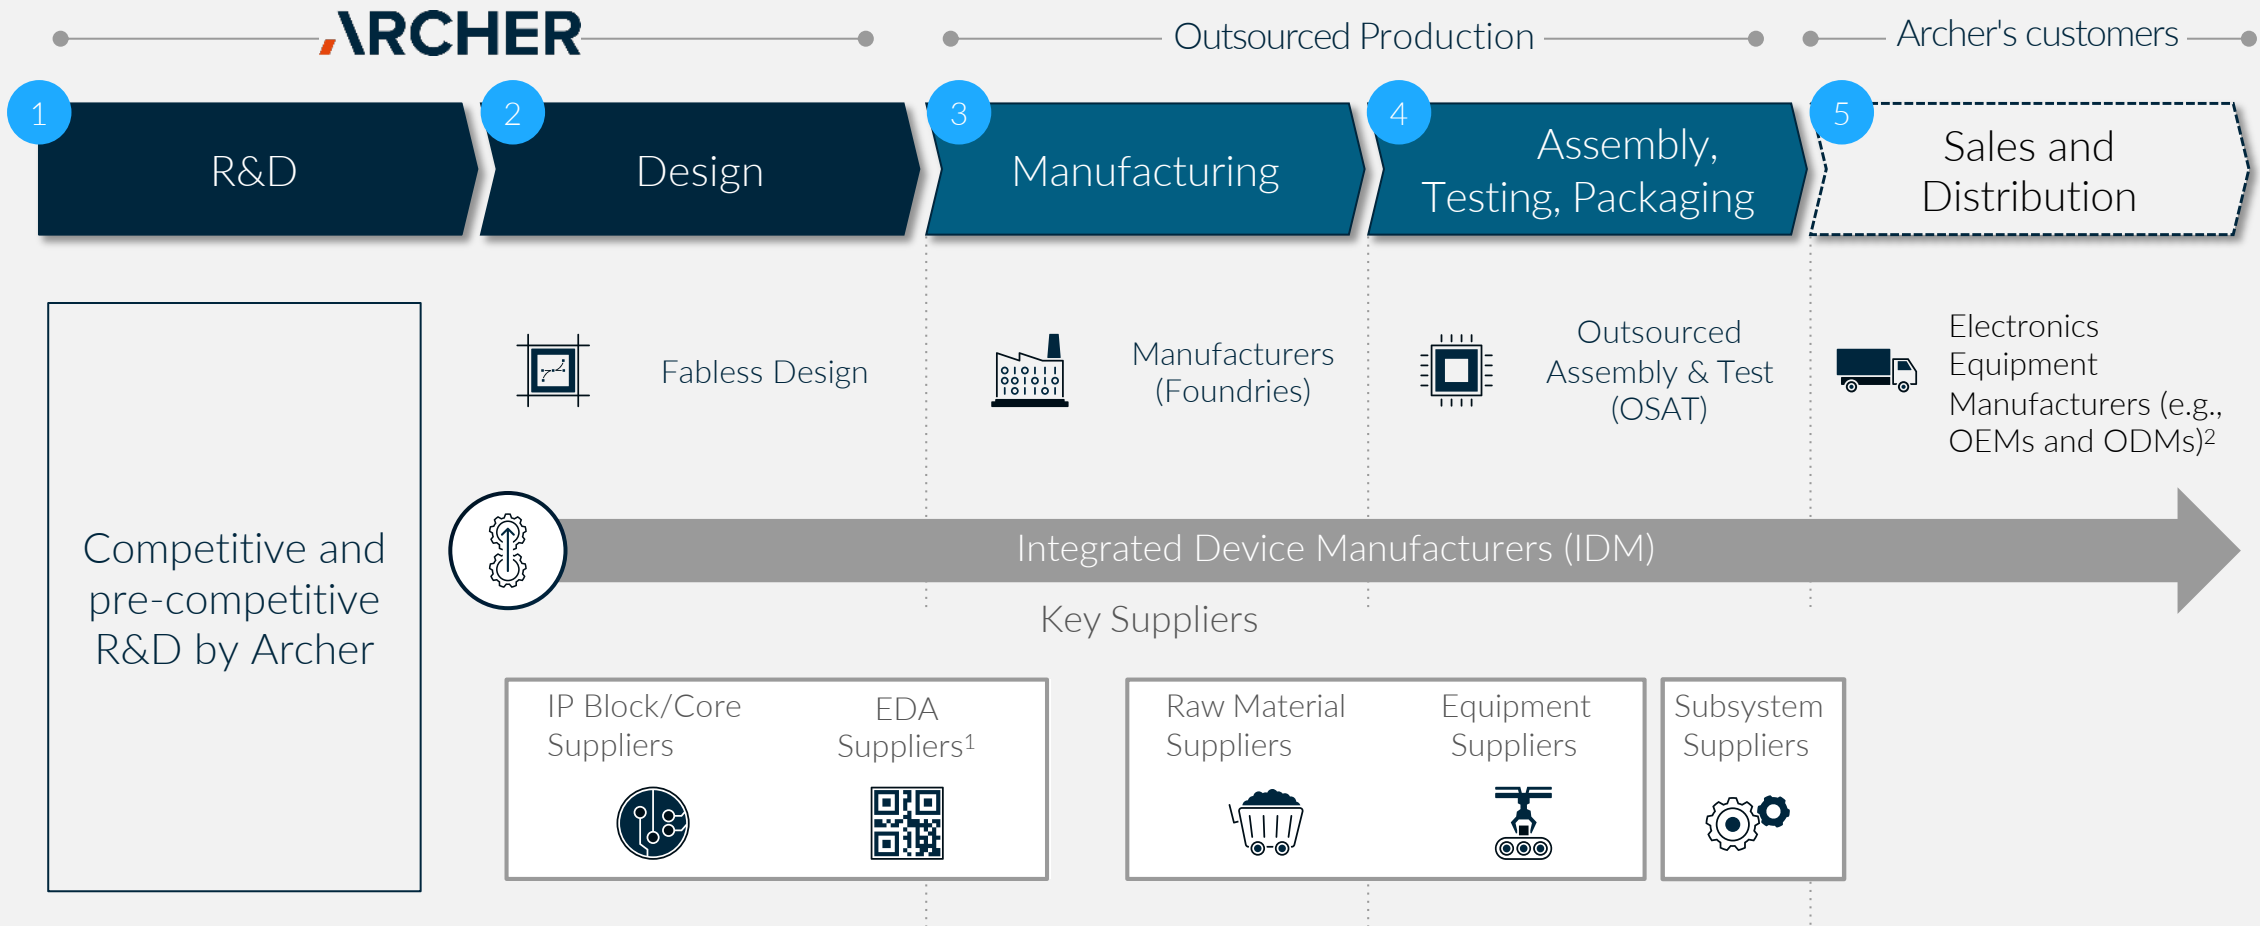 ARCHER
Outsourced Production
Archer's customers
1
2
3
4
5
R&D
Design
Manufacturing
Assembly,
Testing, Packaging
Sales and
Distribution
Fabless Design
Manufacturers
(Foundries)
Outsourced
Assembly & Test
(OSAT)
Electronics
Equipment
Manufacturers (e.g.,
OEMs and ODMs)²
Competitive and
pre-competitive
R&D by Archer
Integrated Device Manufacturers (IDM)
Key Suppliers
IP Block/Core
Suppliers
EDA
Suppliers¹
Raw Material
Suppliers
Equipment
Suppliers
Subsystem
Suppliers